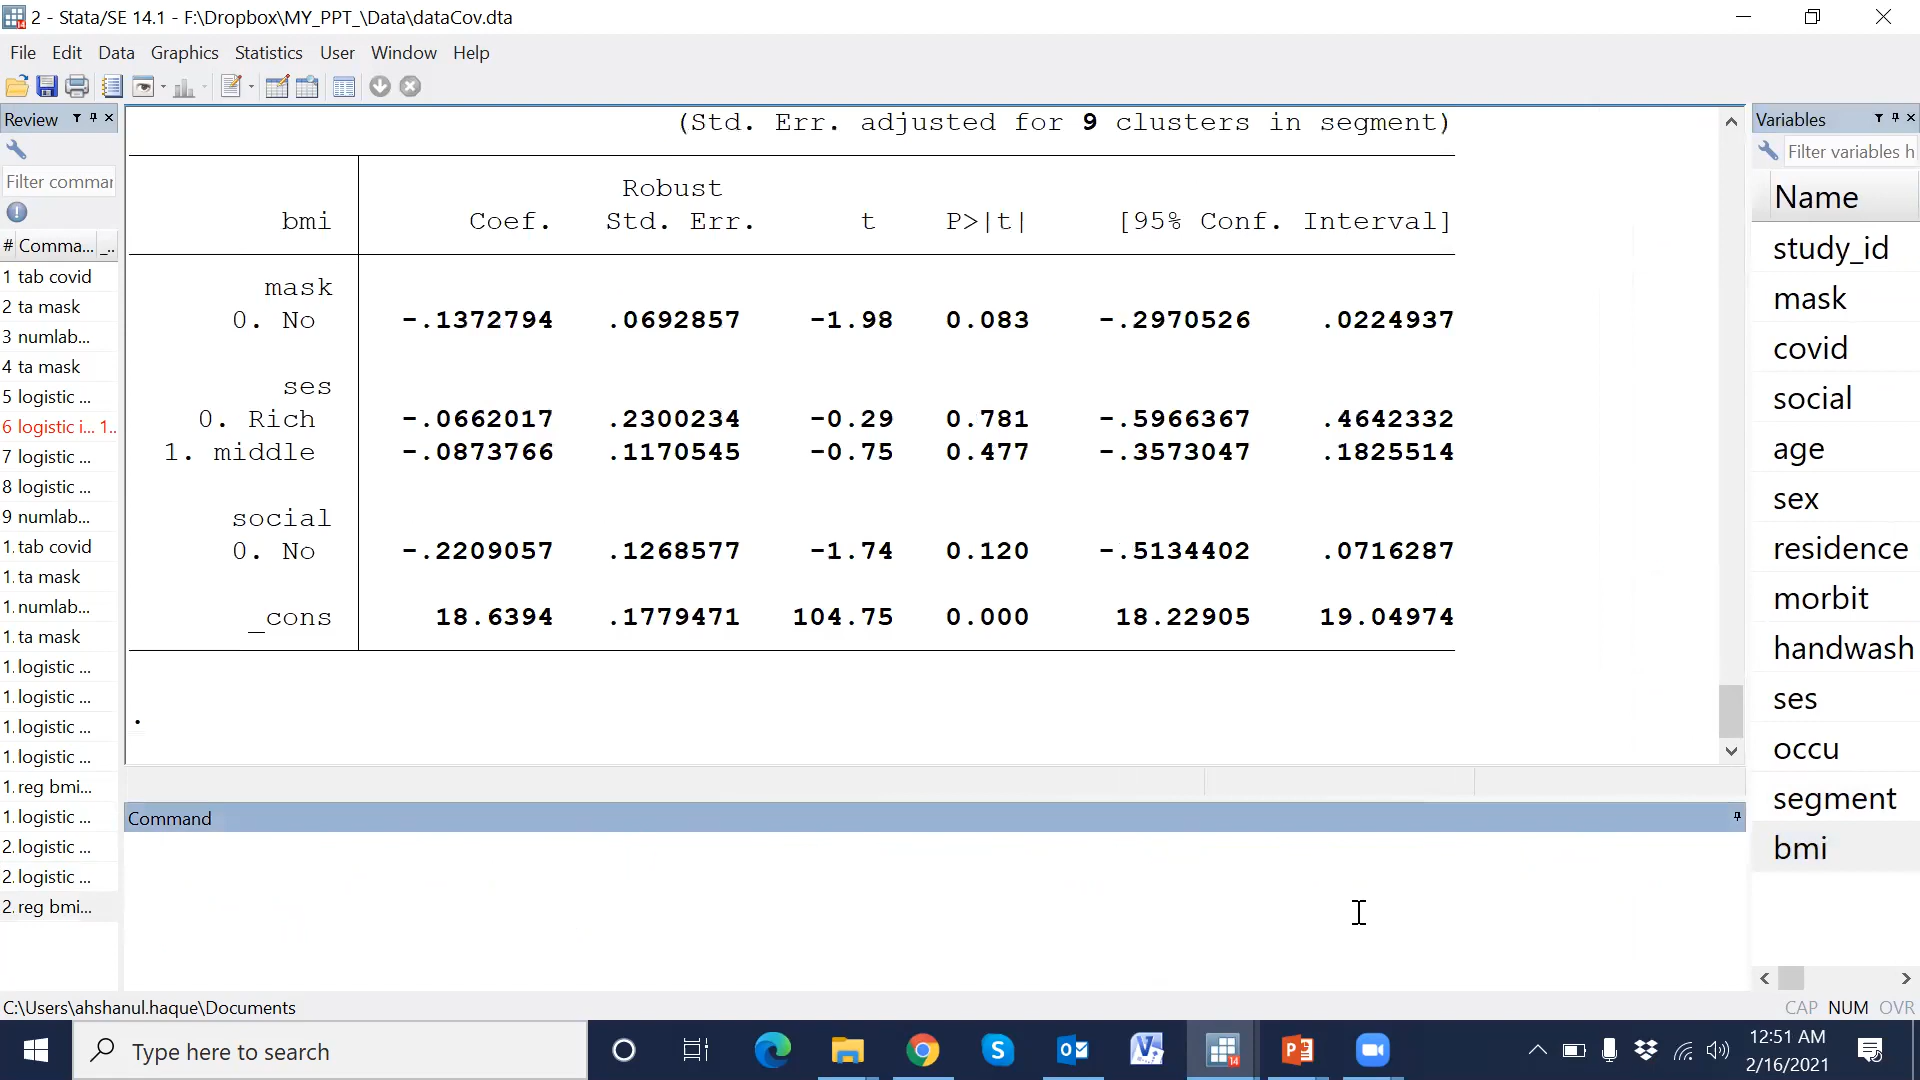 2 - Stata/SE 14.1 - F:\Dropbox\MY_PPT_\Data\dataCov.dta
File Edit Data Graphics Statistics User Window Help
Review
Filter commar
# Comma... _..
1 tab covid
2 ta mask
3 numlab...
4 ta mask
5 logistic ...
6 logistic i... 1..
7 logistic ...
8 logistic ...
9 numlab...
1. tab covid
1. ta mask
1. numlab...
1. ta mask
1. logistic ...
1. logistic ...
1. logistic ...
1. logistic ...
1. reg bmi...
1. logistic ...
2. logistic ...
2. logistic ...
2. reg bmi...
(Std. Err. adjusted for 9 clusters in segment)
Robust
bmi Coef. Std. Err. t P>|t| [95% Conf. Interval]
mask
0. No -.1372794 .0692857 -1.98 0.083 -.2970526 .0224937
ses
0. Rich -.0662017 .2300234 -0.29 0.781 -.5966367 .4642332
1. middle -.0873766 .1170545 -0.75 0.477 -.3573047 .1825514
social
0. No -.2209057 .1268577 -1.74 0.120 -.5134402 .0716287
_cons 18.6394 .1779471 104.75 0.000 18.22905 19.04974
.
Command
Variables
Filter variables h
Name
study_id
mask
covid
social
age
sex
residence
morbit
handwash
ses
occu
segment
bmi
C:\Users\ahshanul.haque\Documents
CAP NUM OVR
Type here to search
12:51 AM
2/16/2021